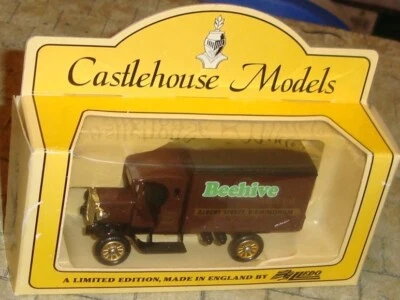 Castlehouse Models
Beehive
A LIMITED EDITION, MADE IN ENGLAND BY LLEDO